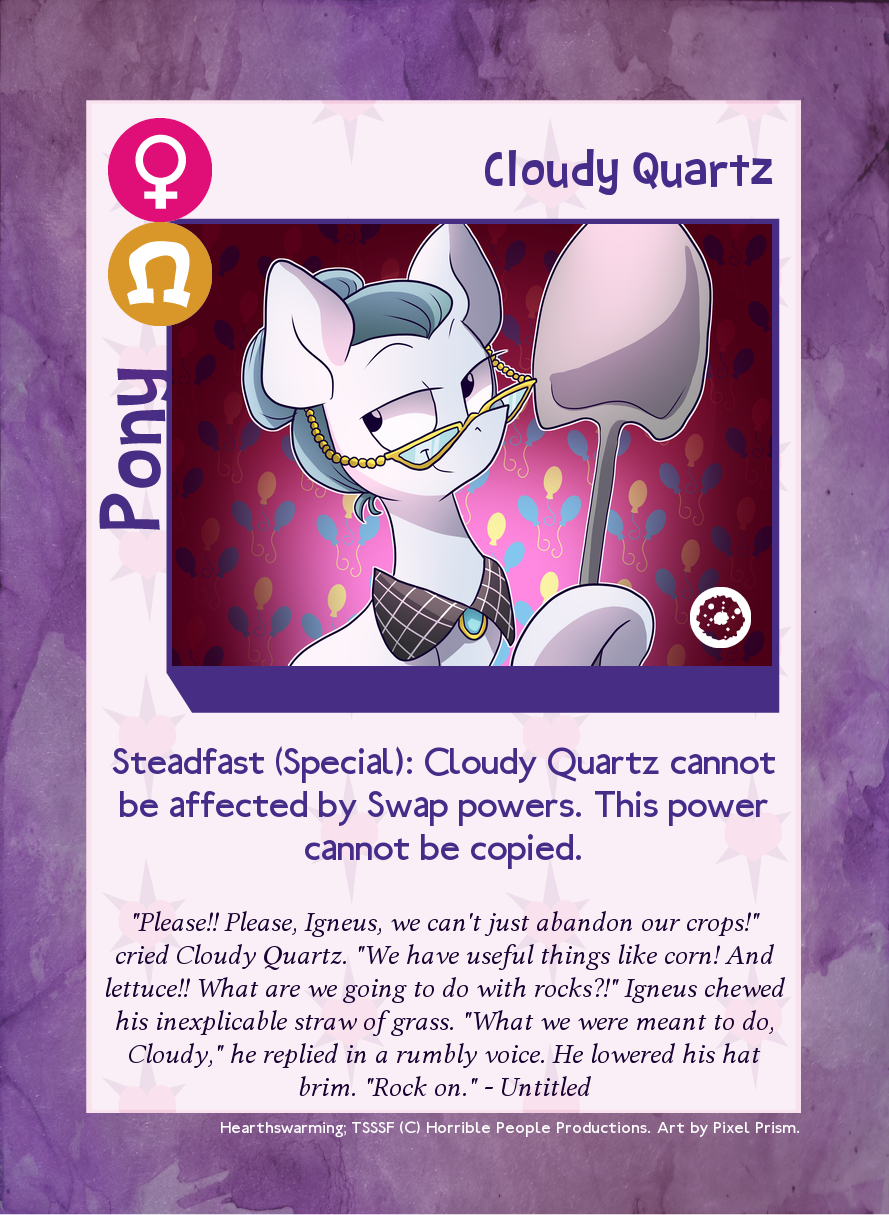 Cloudy Quartz
Pony
Steadfast (Special): Cloudy Quartz cannot
be affected by Swap powers. This power
cannot be copied.
"Please!! Please, Igneus, we can't just abandon our crops!"
cried Cloudy Quartz. "We have useful things like corn! And
lettuce!! What are we going to do with rocks?!" Igneus chewed
his inexplicable straw of grass. "What we were meant to do,
Cloudy," he replied in a rumbly voice. He lowered his hat
brim. "Rock on." - Untitled
Hearthswarming; TSSSF (C) Horrible People Productions. Art by Pixel Prism.